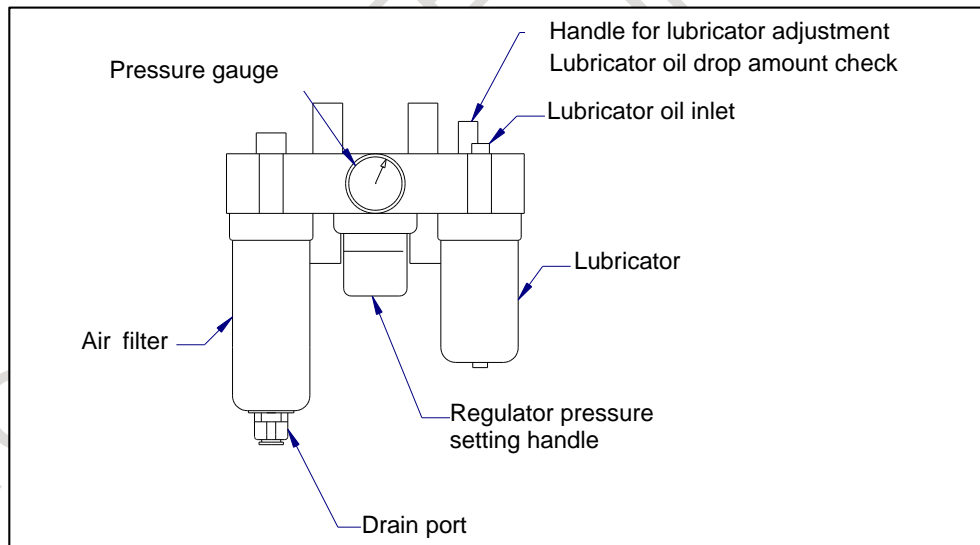 Handle for lubricator adjustment
Lubricator oil drop amount check
Pressure gauge
Lubricator oil inlet
Lubricator
Air filter
Regulator pressure
setting handle
Drain port